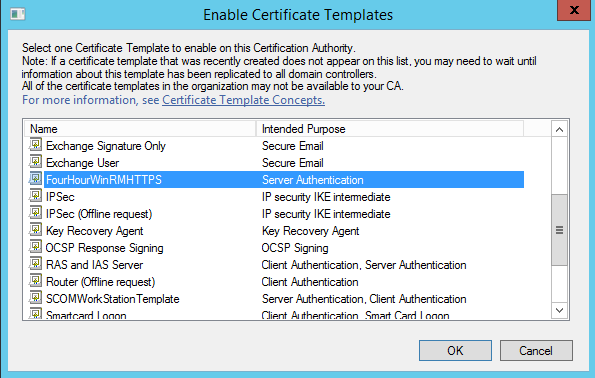 Enable Certificate Templates
x
Select one Certificate Template to enable on this Certification Authority.
Note: If a certificate template that was recently created does not appear on this list, you may need to wait until
information about this template has been replicated to all domain controllers.
All of the certificate templates in the organization may not be available to your CA.
For more information, see Certificate Template Concepts.
Name Intended Purpose
Exchange Signature Only Secure Email
Exchange User Secure Email
FourHourWinRMHTTPS Server Authentication
IPSec IP security IKE intermediate
IPSec (Offline request) IP security IKE intermediate
Key Recovery Agent Key Recovery Agent
OCSP Response Signing OCSP Signing
RAS and IAS Server Client Authentication, Server Authentication
Router (Offline request) Client Authentication
SCOMWorkStationTemplate Server Authentication, Client Authentication
Smartcard Logon Client Authentication, Smart Card Logon
OK Cancel